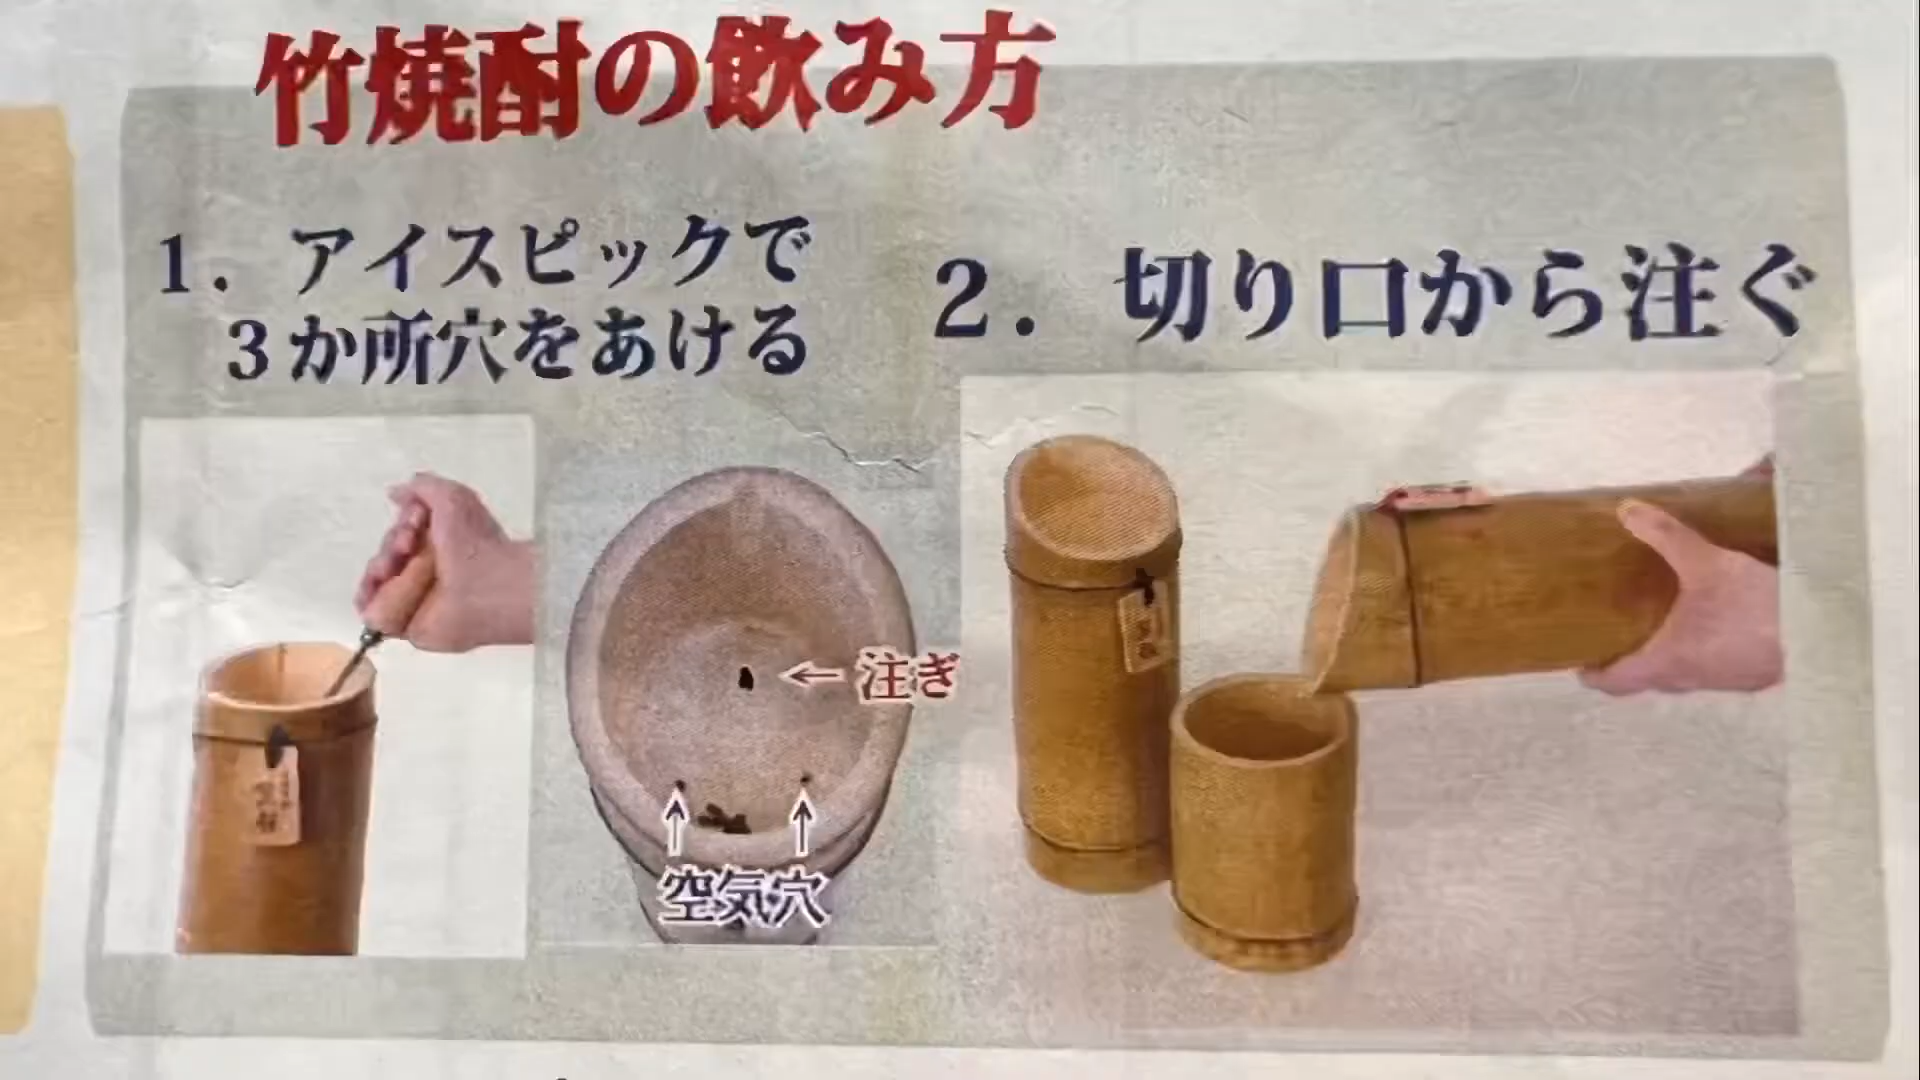 竹焼酎の飲み方
1．アイスピックで
3か所穴をあける
←注ぎ
↑ ↑
空気穴
2．切り口から注ぐ